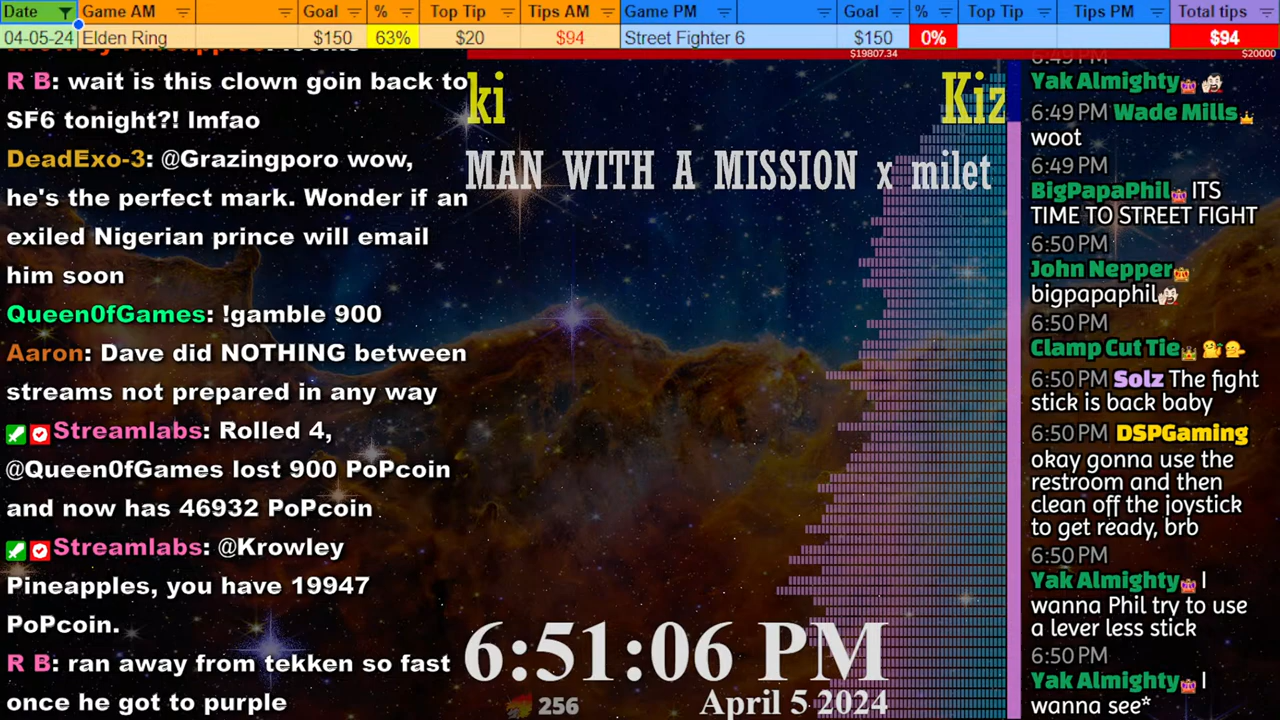 Date Game AM Goal % Top Tip Tips AM Game PM Goal % Top Tip Tips PM Total tips
04-05-24 Elden Ring $150 63% $20 $94 Street Fighter 6 $150 0% $94
$19807.34 $20000
R B: wait is this clown goin back to
SF6 tonight?! lmfao
DeadExo-3: @Grazingporo wow,
he's the perfect mark. Wonder if an
exiled Nigerian prince will email
him soon
Queen0fGames: !gamble 900
Aaron: Dave did NOTHING between
streams not prepared in any way
Streamlabs: Rolled 4,
@Queen0fGames lost 900 PoPcoin
and now has 46932 PoPcoin
Streamlabs: @Krowley
Pineapples, you have 19947
PoPcoin.
R B: ran away from tekken so fast
once he got to purple
ki Kiz
MAN WITH A MISSION x milet
6:51:06 PM
April 5 2024
256
6:49 PM
Yak Almighty
6:49 PM Wade Mills
woot
6:49 PM
BigPapaPhil ITS
TIME TO STREET FIGHT
6:50 PM
John Nepper
bigpapaphil
6:50 PM
Clamp Cut Tie
6:50 PM Solz The fight
stick is back baby
6:50 PM DSPGaming
okay gonna use the
restroom and then
clean off the joystick
to get ready, brb
6:50 PM
Yak Almighty I
wanna Phil try to use
a lever less stick
6:50 PM
Yak Almighty I
wanna see*